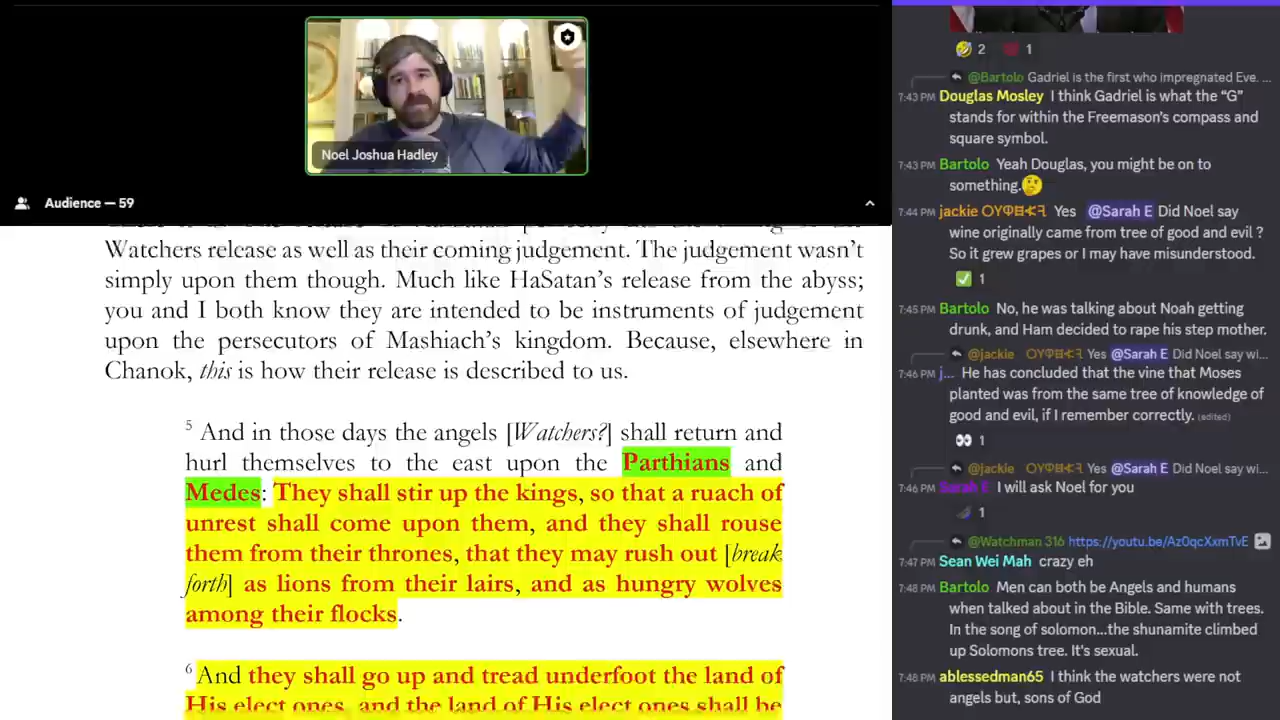 Noel Joshua Hadley
Audience — 59
Watchers release as well as their coming judgement. The judgement wasn't
simply upon them though. Much like HaSatan's release from the abyss;
you and I both know they are intended to be instruments of judgement
upon the persecutors of Mashiach's kingdom. Because, elsewhere in
Chanok, this is how their release is described to us.
5 And in those days the angels [Watchers?] shall return and
hurl themselves to the east upon the Parthians and
Medes: They shall stir up the kings, so that a ruach of
unrest shall come upon them, and they shall rouse
them from their thrones, that they may rush out [break
forth] as lions from their lairs, and as hungry wolves
among their flocks.
6 And they shall go up and tread underfoot the land of
His elect ones, and the land of His elect ones shall be
2 1
@Bartolo Gadriel is the first who impregnated Eve. ...
7:43 PM Douglas Mosley I think Gadriel is what the “G”
stands for within the Freemason's compass and
square symbol.
7:43 PM Bartolo Yeah Douglas, you might be on to
something.
7:44 PM jackie Yes @Sarah E Did Noel say
wine originally came from tree of good and evil ?
So it grew grapes or I may have misunderstood.
1
7:45 PM Bartolo No, he was talking about Noah getting
drunk, and Ham decided to rape his step mother.
@jackie Yes @Sarah E Did Noel say wi...
7:46 PM j... He has concluded that the vine that Moses
planted was from the same tree of knowledge of
good and evil, if I remember correctly. (edited)
1
@jackie Yes @Sarah E Did Noel say wi...
7:46 PM Sarah E I will ask Noel for you
1
@Watchman 316 https://youtu.be/Az0qcXxmTvE
7:47 PM Sean Wei Mah crazy eh
7:48 PM Bartolo Men can both be Angels and humans
when talked about in the Bible. Same with trees.
In the song of solomon...the shunamite climbed
up Solomons tree. It's sexual.
7:48 PM ablessedman65 I think the watchers were not
angels but, sons of God